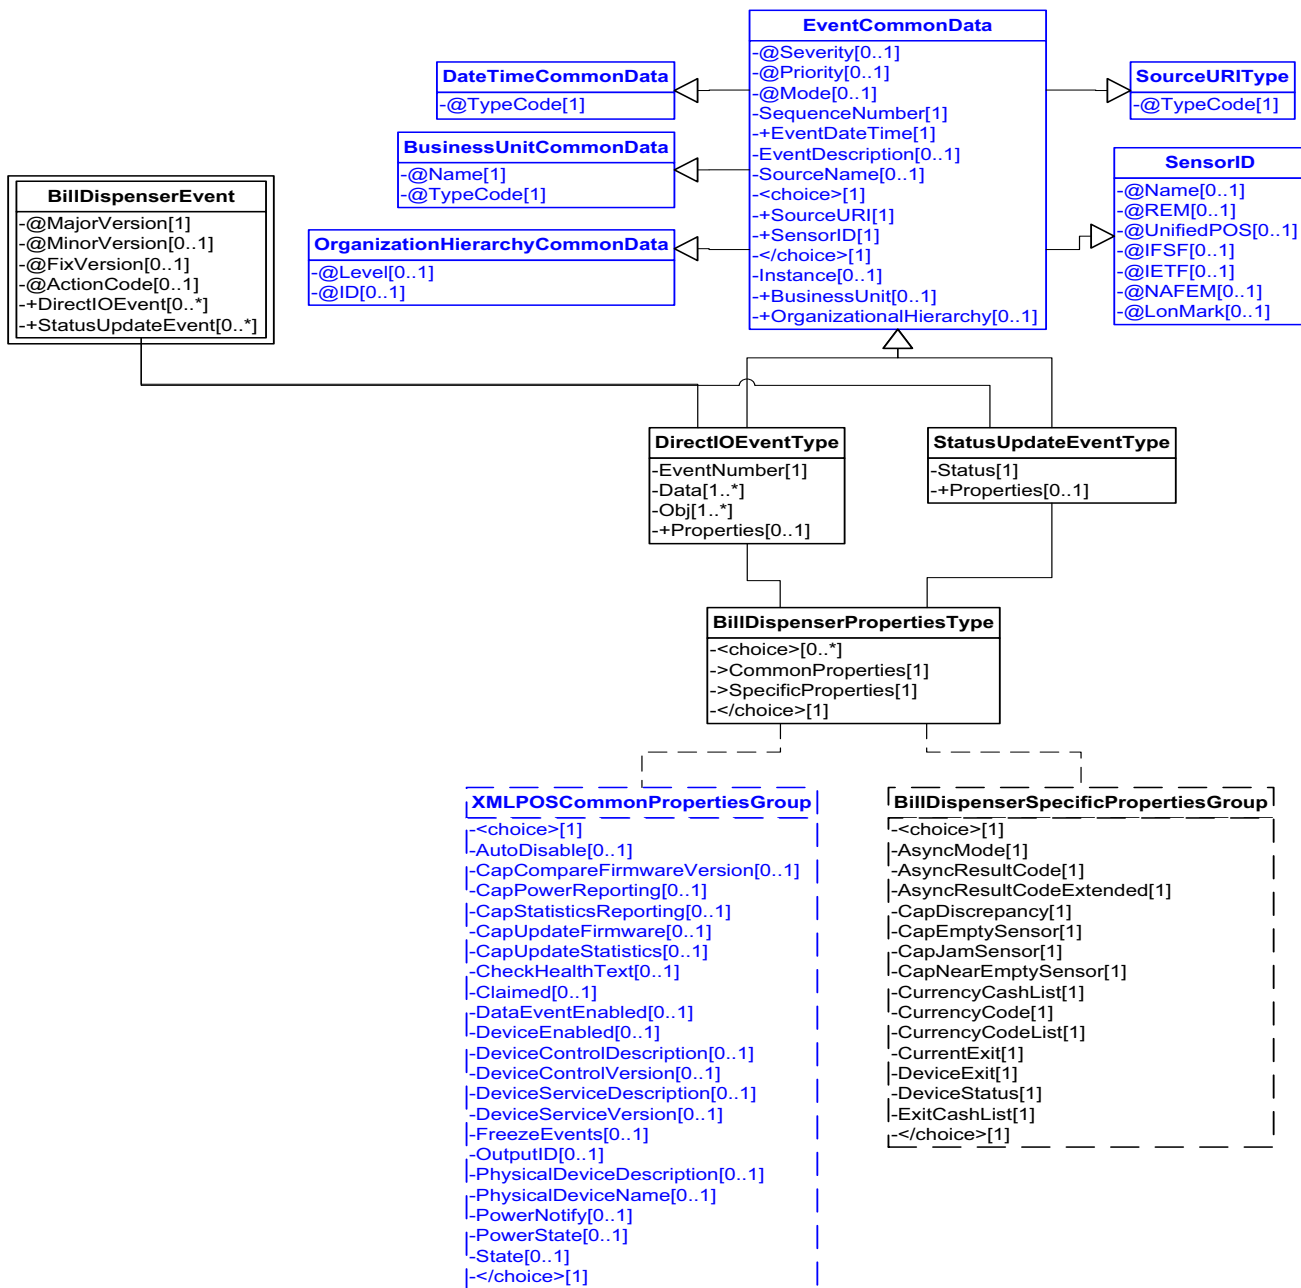 EventCommonData
-@Severity[0..1]
-@Priority[0..1]
-@Mode[0..1]
-SequenceNumber[1]
-+EventDateTime[1]
-EventDescription[0..1]
-SourceName[0..1]
-<choice>[1]
-+SourceURI[1]
-+SensorID[1]
-</choice>[1]
-Instance[0..1]
-+BusinessUnit[0..1]
-+OrganizationalHierarchy[0..1]
DateTimeCommonData
-@TypeCode[1]
SourceURIType
-@TypeCode[1]
BusinessUnitCommonData
-@Name[1]
-@TypeCode[1]
SensorID
-@Name[0..1]
-@REM[0..1]
-@UnifiedPOS[0..1]
-@IFSF[0..1]
-@IETF[0..1]
-@NAFEM[0..1]
-@LonMark[0..1]
BillDispenserEvent
-@MajorVersion[1]
-@MinorVersion[0..1]
-@FixVersion[0..1]
-@ActionCode[0..1]
-+DirectIOEvent[0..*]
-+StatusUpdateEvent[0..*]
OrganizationHierarchyCommonData
-@Level[0..1]
-@ID[0..1]
DirectIOEventType
-EventNumber[1]
-Data[1..*]
-Obj[1..*]
-+Properties[0..1]
StatusUpdateEventType
-Status[1]
-+Properties[0..1]
BillDispenserPropertiesType
-<choice>[0..*]
->CommonProperties[1]
->SpecificProperties[1]
-</choice>[1]
XMLPOSCommonPropertiesGroup
-<choice>[1]
-AutoDisable[0..1]
-CapCompareFirmwareVersion[0..1]
-CapPowerReporting[0..1]
-CapStatisticsReporting[0..1]
-CapUpdateFirmware[0..1]
-CapUpdateStatistics[0..1]
-CheckHealthText[0..1]
-Claimed[0..1]
-DataEventEnabled[0..1]
-DeviceEnabled[0..1]
-DeviceControlDescription[0..1]
-DeviceControlVersion[0..1]
-DeviceServiceDescription[0..1]
-DeviceServiceVersion[0..1]
-FreezeEvents[0..1]
-OutputID[0..1]
-PhysicalDeviceDescription[0..1]
-PhysicalDeviceName[0..1]
-PowerNotify[0..1]
-PowerState[0..1]
-State[0..1]
-</choice>[1]
BillDispenserSpecificPropertiesGroup
-<choice>[1]
-AsyncMode[1]
-AsyncResultCode[1]
-AsyncResultCodeExtended[1]
-CapDiscrepancy[1]
-CapEmptySensor[1]
-CapJamSensor[1]
-CapNearEmptySensor[1]
-CurrencyCashList[1]
-CurrencyCode[1]
-CurrencyCodeList[1]
-CurrentExit[1]
-DeviceExit[1]
-DeviceStatus[1]
-ExitCashList[1]
-</choice>[1]